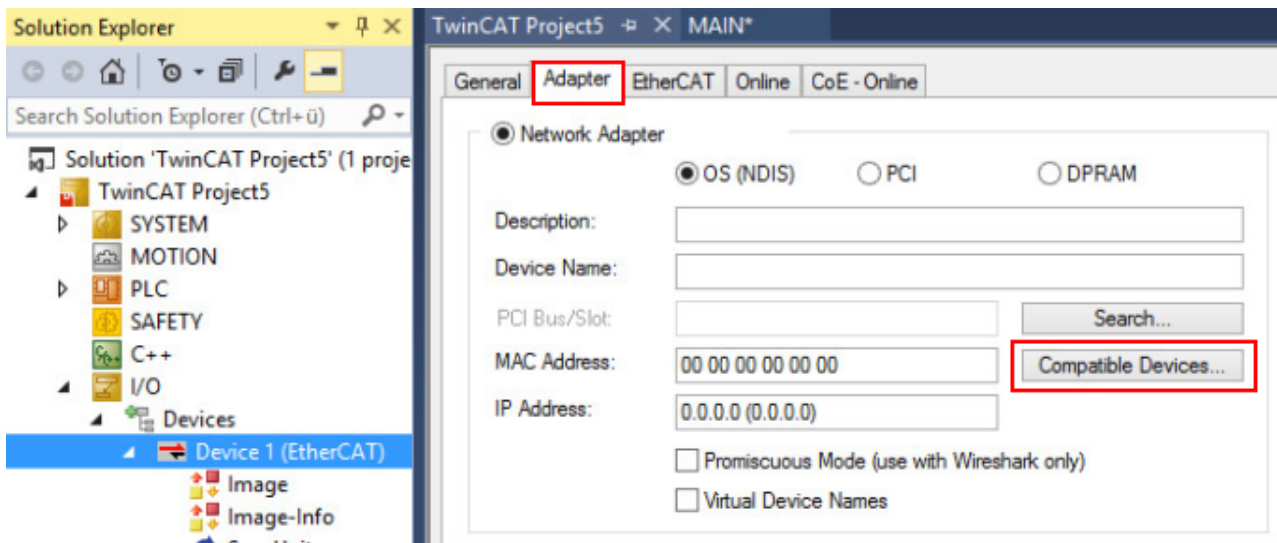 Solution Explorer
Search Solution Explorer (Ctrl+ü)
Solution 'TwinCAT Project5' (1 proje
TwinCAT Project5
SYSTEM
MOTION
PLC
SAFETY
C++
I/O
Devices
Device 1 (EtherCAT)
Image
Image-Info
TwinCAT Project5 MAIN*
General Adapter EtherCAT Online CoE - Online
Network Adapter
OS (NDIS) PCI DPRAM
Description:
Device Name:
PCI Bus/Slot: Search...
MAC Address: 00 00 00 00 00 00 Compatible Devices...
IP Address: 0.0.0.0 (0.0.0.0)
Promiscuous Mode (use with Wireshark only)
Virtual Device Names